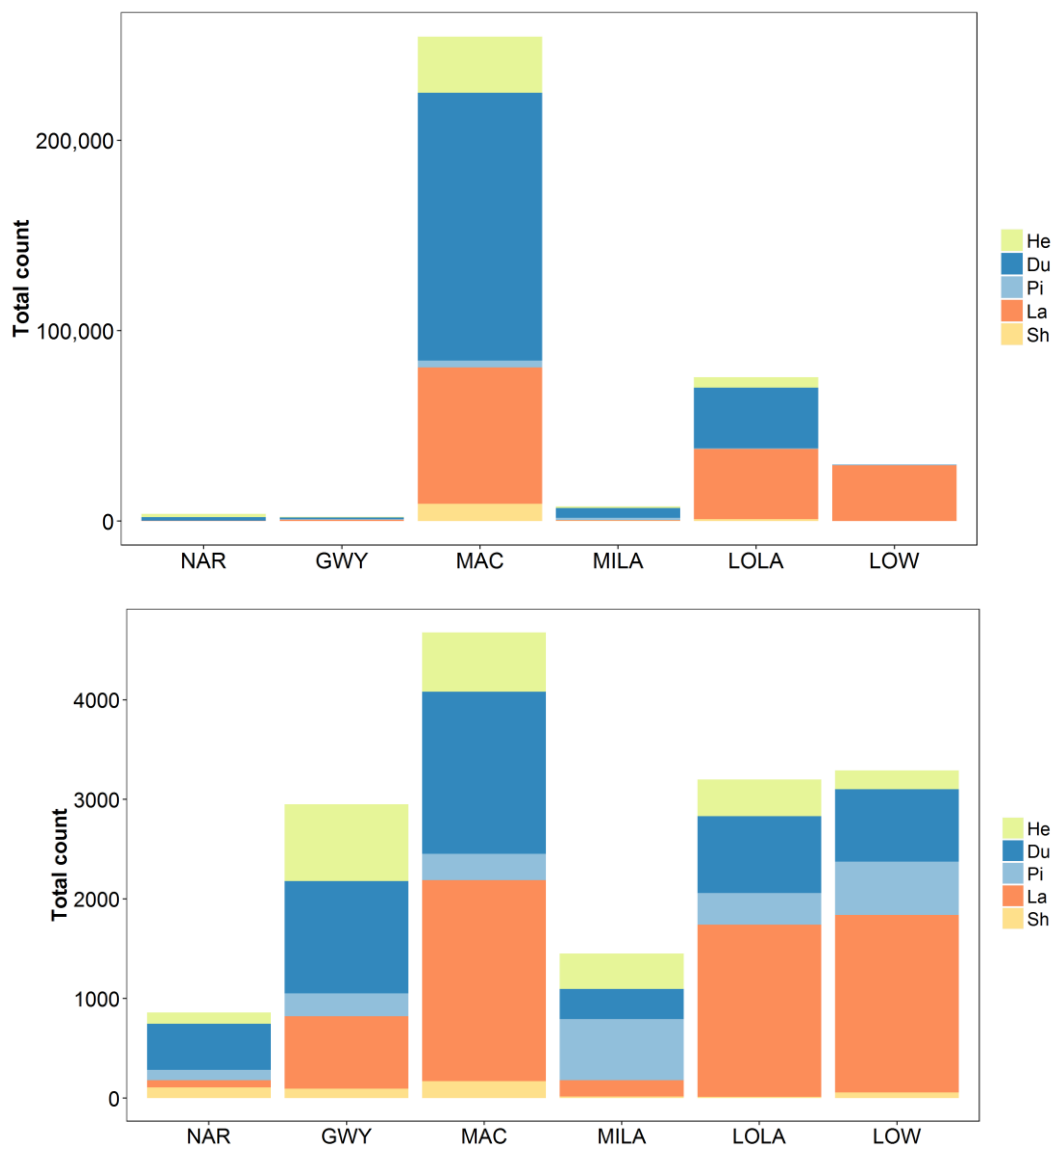 Total count
200,000
100,000
0
NAR GWY MAC MILA LOLA LOW
He
Du
Pi
La
Sh
Total count
4000
3000
2000
1000
0
NAR GWY MAC MILA LOLA LOW
He
Du
Pi
La
Sh